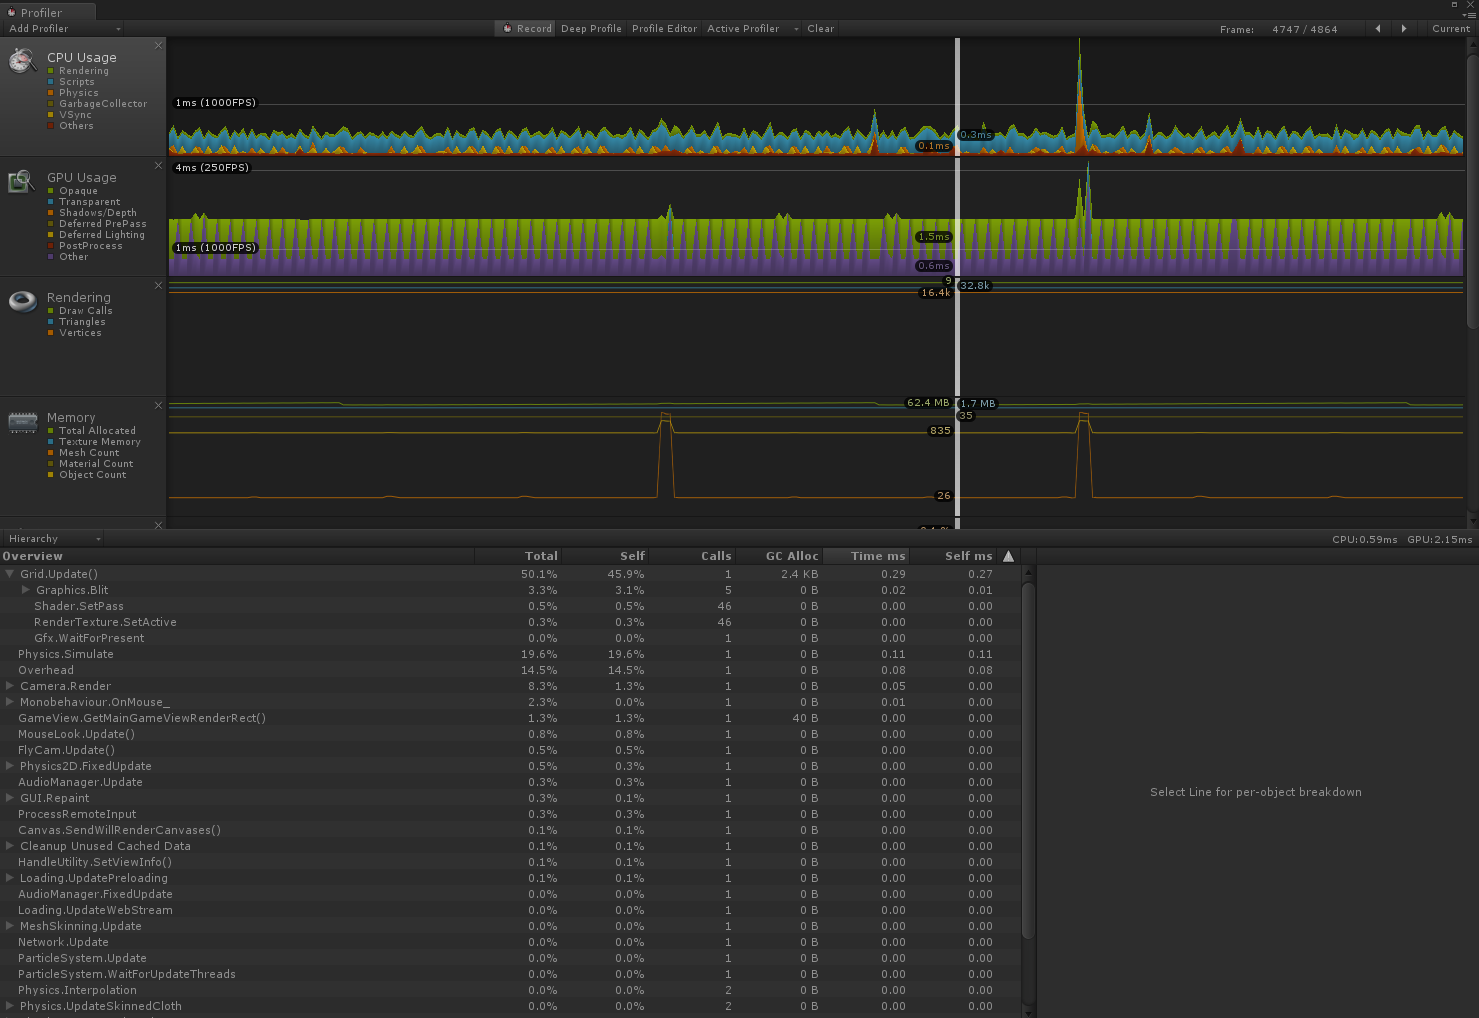 Profiler
Add Profiler Record Deep Profile Profile Editor Active Profiler Clear Frame: 4747 / 4864 Current
CPU Usage
Rendering
Scripts
Physics
GarbageCollector
VSync
Others
1ms (1000FPS)
0.3ms
0.1ms
GPU Usage
Opaque
Transparent
Shadows/Depth
Deferred PrePass
Deferred Lighting
PostProcess
Other
4ms (250FPS)
1ms (1000FPS)
1.5ms
0.6ms
Rendering
Draw Calls
Triangles
Vertices
9
32.8k
16.4k
Memory
Total Allocated
Texture Memory
Mesh Count
Material Count
Object Count
62.4 MB 1.7 MB
35
835
26
Hierarchy CPU:0.59ms GPU:2.15ms
Overview Total Self Calls GC Alloc Time ms Self ms
Grid.Update() 50.1% 45.9% 1 2.4 KB 0.29 0.27
Graphics.Blit 3.3% 3.1% 5 0 B 0.02 0.01
Shader.SetPass 0.5% 0.5% 46 0 B 0.00 0.00
RenderTexture.SetActive 0.3% 0.3% 46 0 B 0.00 0.00
Gfx.WaitForPresent 0.0% 0.0% 1 0 B 0.00 0.00
Physics.Simulate 19.6% 19.6% 1 0 B 0.11 0.11
Overhead 14.5% 14.5% 1 0 B 0.08 0.08
Camera.Render 8.3% 1.3% 1 0 B 0.05 0.00
Monobehaviour.OnMouse_ 2.3% 0.0% 1 0 B 0.01 0.00
GameView.GetMainGameViewRenderRect() 1.3% 1.3% 1 40 B 0.00 0.00
MouseLook.Update() 0.8% 0.8% 1 0 B 0.00 0.00
FlyCam.Update() 0.5% 0.5% 1 0 B 0.00 0.00
Physics2D.FixedUpdate 0.5% 0.3% 1 0 B 0.00 0.00
AudioManager.Update 0.3% 0.3% 1 0 B 0.00 0.00
GUI.Repaint 0.3% 0.1% 1 0 B 0.00 0.00
ProcessRemoteInput 0.3% 0.3% 1 0 B 0.00 0.00
Canvas.SendWillRenderCanvases() 0.1% 0.1% 1 0 B 0.00 0.00
Cleanup Unused Cached Data 0.1% 0.1% 1 0 B 0.00 0.00
HandleUtility.SetViewInfo() 0.1% 0.1% 1 0 B 0.00 0.00
Loading.UpdatePreloading 0.1% 0.1% 1 0 B 0.00 0.00
AudioManager.FixedUpdate 0.0% 0.0% 1 0 B 0.00 0.00
Loading.UpdateWebStream 0.0% 0.0% 1 0 B 0.00 0.00
MeshSkinning.Update 0.0% 0.0% 1 0 B 0.00 0.00
Network.Update 0.0% 0.0% 1 0 B 0.00 0.00
ParticleSystem.Update 0.0% 0.0% 1 0 B 0.00 0.00
ParticleSystem.WaitForUpdateThreads 0.0% 0.0% 1 0 B 0.00 0.00
Physics.Interpolation 0.0% 0.0% 2 0 B 0.00 0.00
Physics.UpdateSkinnedCloth 0.0% 0.0% 2 0 B 0.00 0.00
Select Line for per-object breakdown